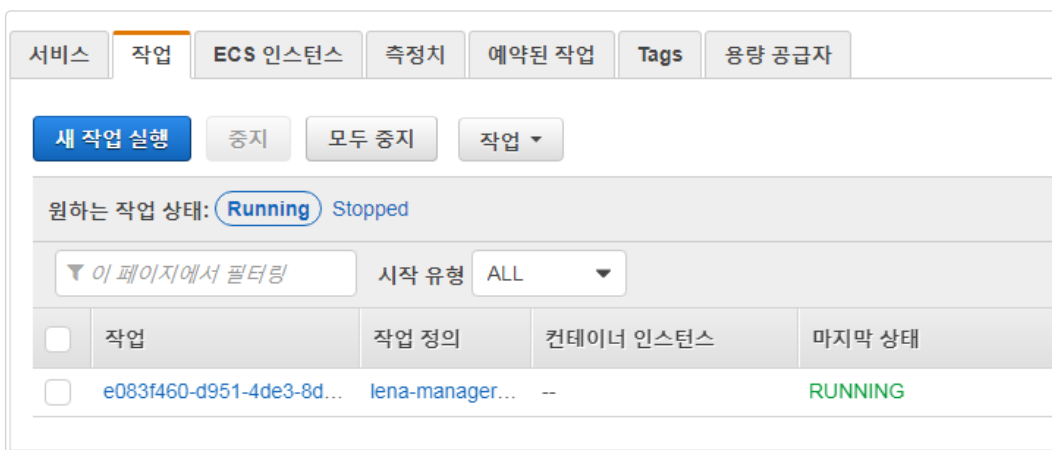 서비스 작업 ECS 인스턴스 측정치 예약된 작업 Tags 용량 공급자
새 작업 실행 중지 모두 중지 작업
원하는 작업 상태: Running Stopped
이 페이지에서 필터링 시작 유형 ALL
작업 작업 정의 컨테이너 인스턴스 마지막 상태
e083f460-d951-4de3-8d... lena-manager... -- RUNNING